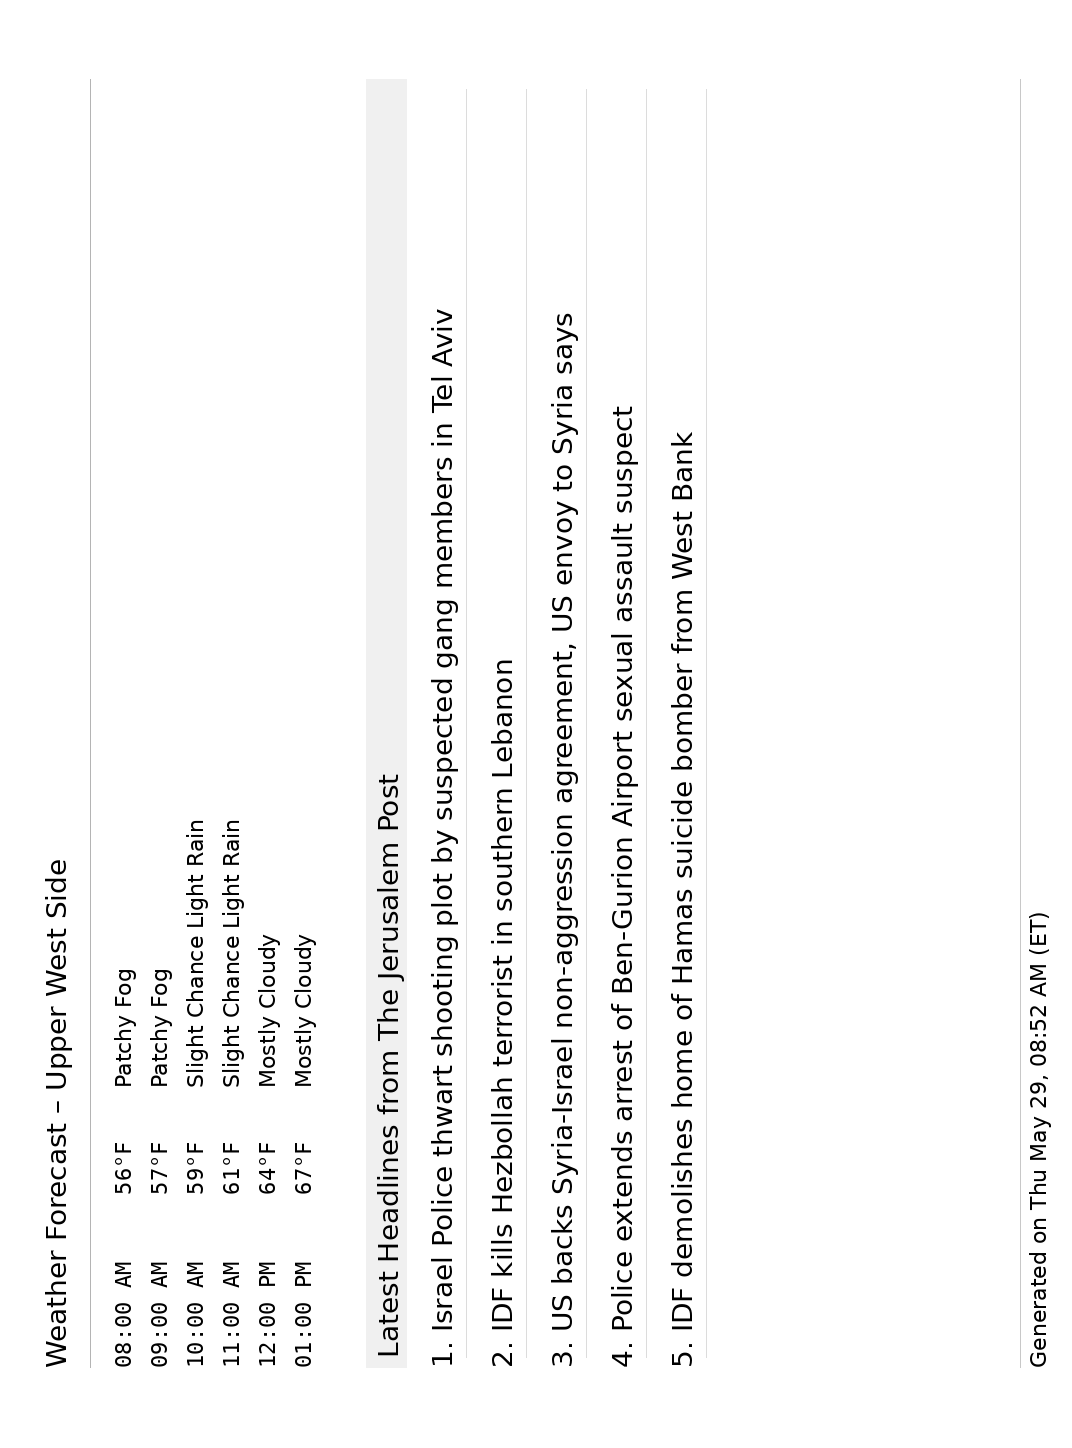 Weather Forecast – Upper West Side
08:00 AM 56°F Patchy Fog
09:00 AM 57°F Patchy Fog
10:00 AM 59°F Slight Chance Light Rain
11:00 AM 61°F Slight Chance Light Rain
12:00 PM 64°F Mostly Cloudy
01:00 PM 67°F Mostly Cloudy
Latest Headlines from The Jerusalem Post
1. Israel Police thwart shooting plot by suspected gang members in Tel Aviv
2. IDF kills Hezbollah terrorist in southern Lebanon
3. US backs Syria-Israel non-aggression agreement, US envoy to Syria says
4. Police extends arrest of Ben-Gurion Airport sexual assault suspect
5. IDF demolishes home of Hamas suicide bomber from West Bank
Generated on Thu May 29, 08:52 AM (ET)